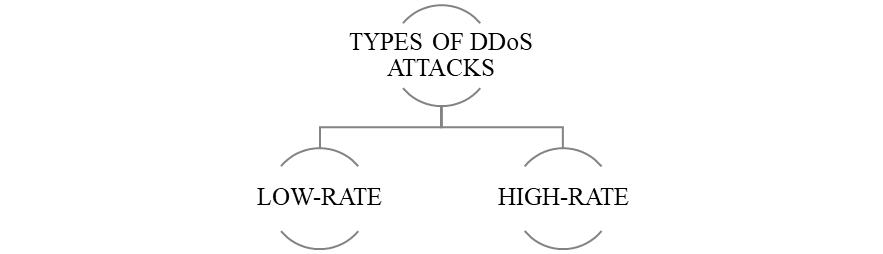 TYPES OF DDoS
ATTACKS
LOW-RATE
HIGH-RATE